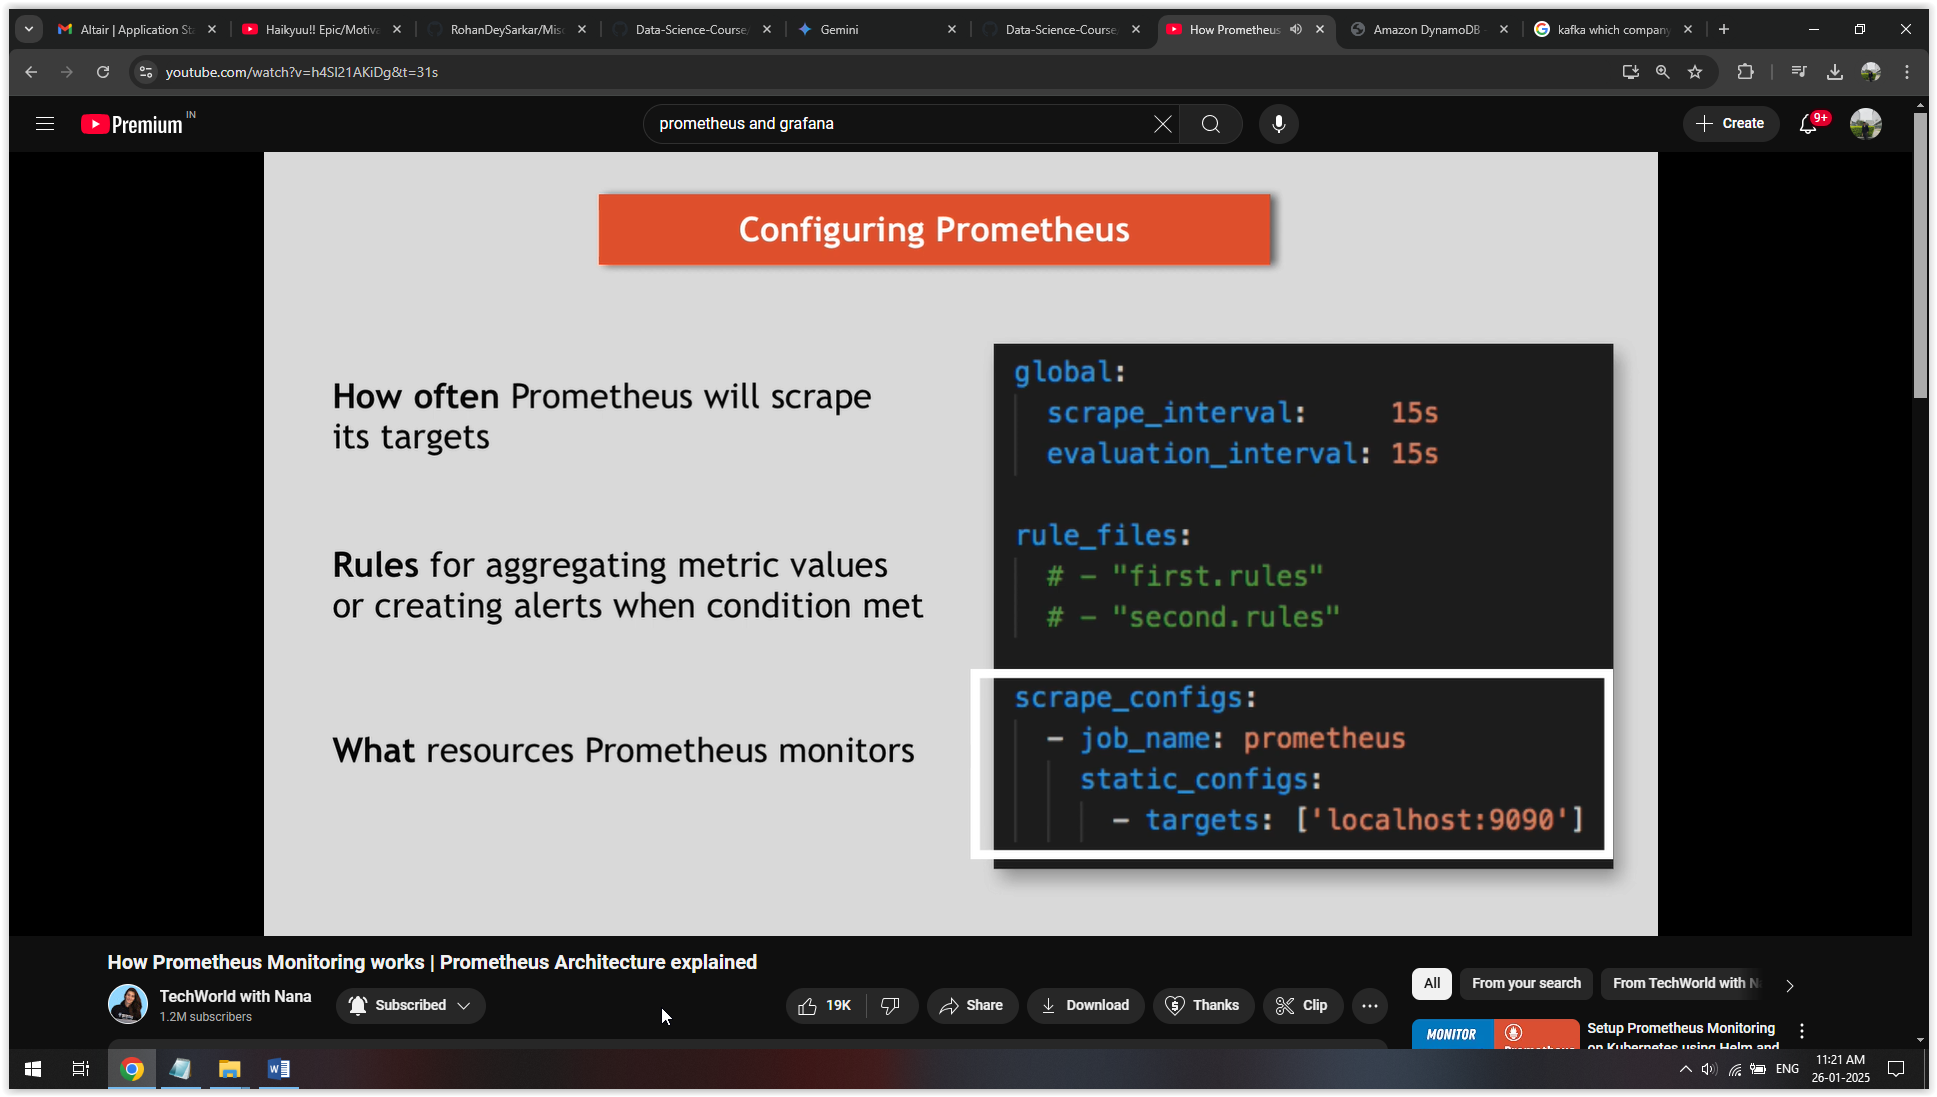 Altair | Application St
Haikyuu!! Epic/Motiva
RohanDeySarkar/Misc
Data-Science-Course/
Gemini
Data-Science-Course/
How Prometheus
Amazon DynamoDB
kafka which company
youtube.com/watch?v=h4Sl21AKiDg&t=31s
Premium IN
prometheus and grafana
Create
9+
Configuring Prometheus
How often Prometheus will scrape
its targets
Rules for aggregating metric values
or creating alerts when condition met
What resources Prometheus monitors
global:
scrape_interval: 15s
evaluation_interval: 15s
rule_files:
# - "first.rules"
# - "second.rules"
scrape_configs:
- job_name: prometheus
static_configs:
- targets: ['localhost:9090']
How Prometheus Monitoring works | Prometheus Architecture explained
TechWorld with Nana
1.2M subscribers
Subscribed
19K
Share
Download
Thanks
Clip
All
From your search
From TechWorld with N
MONITOR
Setup Prometheus Monitoring
on Kubernetes using Helm and
ENG
11:21 AM
26-01-2025